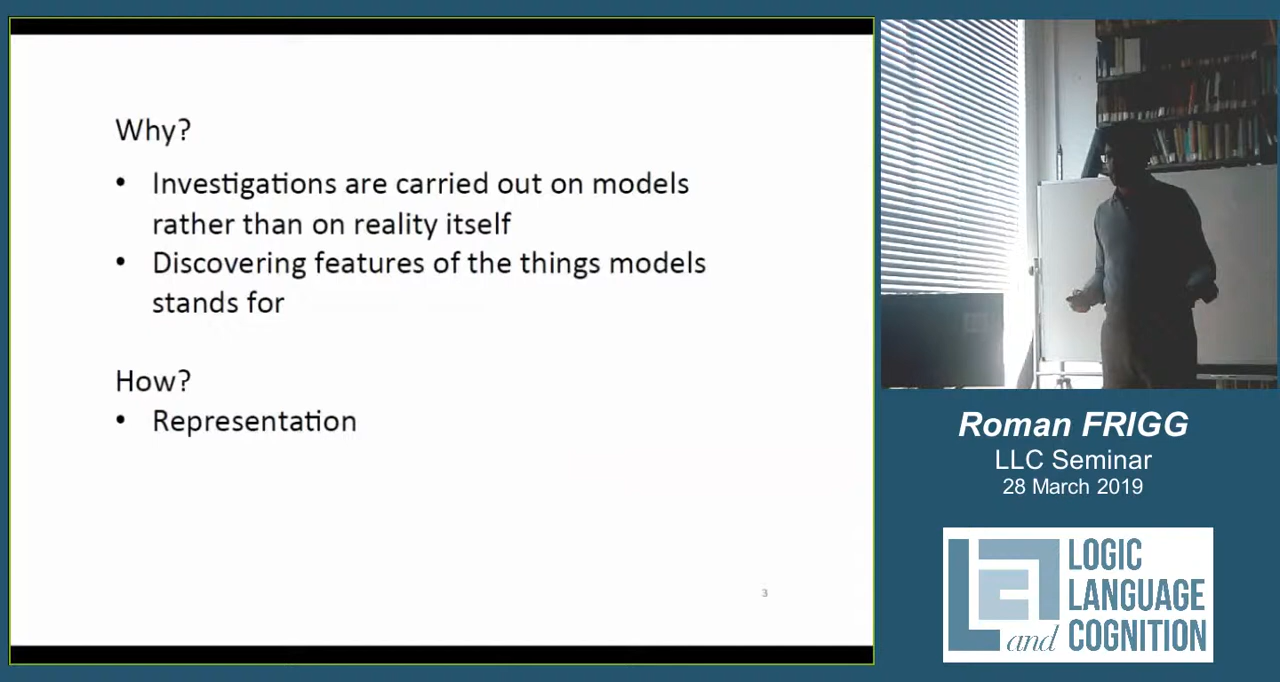 Why?
• Investigations are carried out on models
rather than on reality itself
• Discovering features of the things models
stands for
How?
• Representation
3
Roman FRIGG
LLC Seminar
28 March 2019
LOGIC
LANGUAGE
and COGNITION